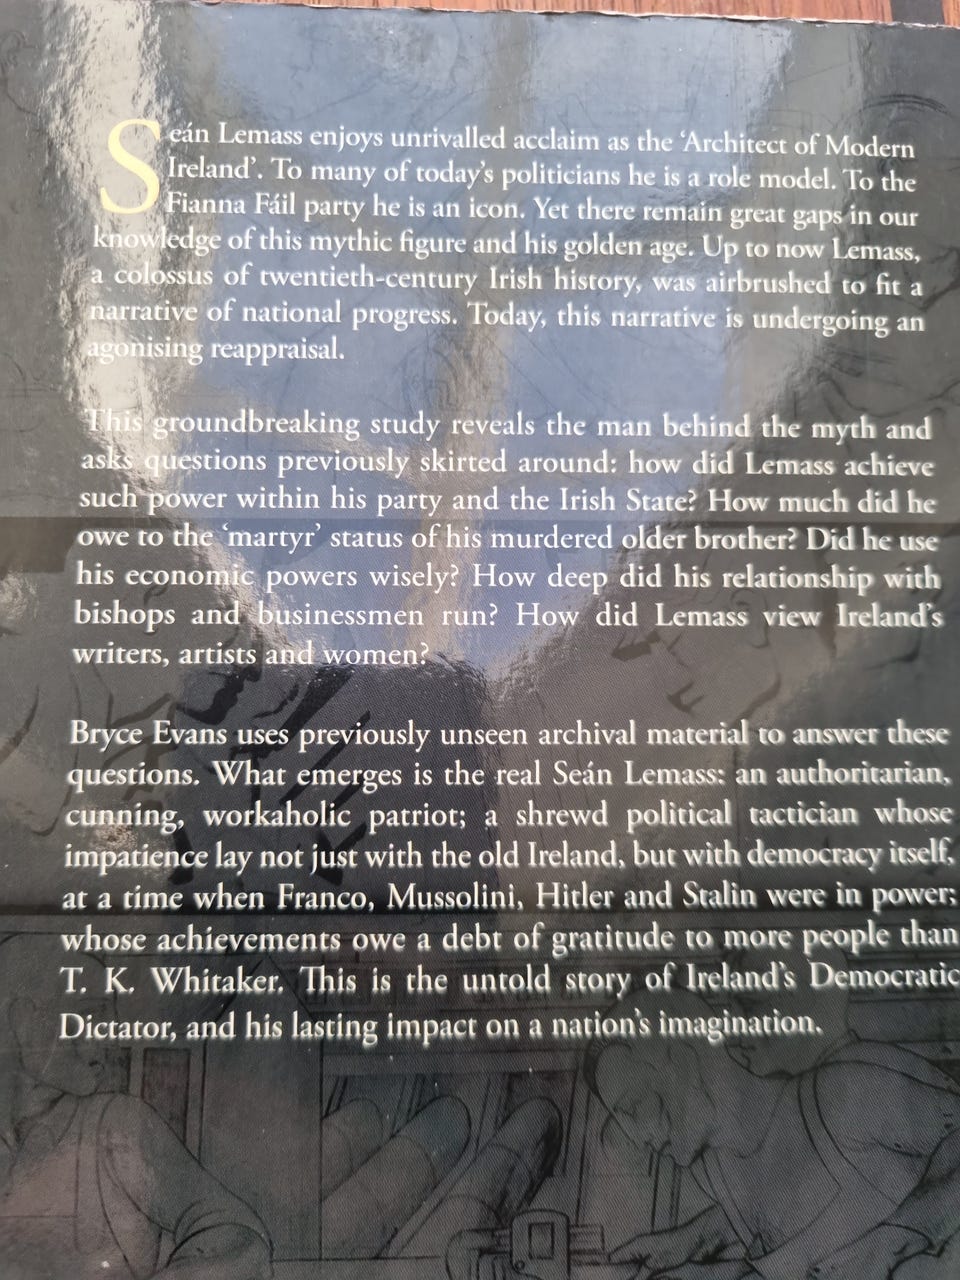 Seán Lemass enjoys unrivalled acclaim as the ‘Architect of Modern
Ireland’. To many of today’s politicians he is a role model. To the
Fianna Fáil party he is an icon. Yet there remain great gaps in our
knowledge of this mythic figure and his golden age. Up to now Lemass,
a colossus of twentieth-century Irish history, was airbrushed to fit a
narrative of national progress. Today, this narrative is undergoing an
agonising reappraisal.
This groundbreaking study reveals the man behind the myth and
asks questions previously skirted around: how did Lemass achieve
such power within his party and the Irish State? How much did he
owe to the ‘martyr’ status of his murdered older brother? Did he use
his economic powers wisely? How deep did his relationship with
bishops and businessmen run? How did Lemass view Ireland’s
writers, artists and women?
Bryce Evans uses previously unseen archival material to answer these
questions. What emerges is the real Seán Lemass: an authoritarian,
cunning, workaholic patriot; a shrewd political tactician whose
impatience lay not just with the old Ireland, but with democracy itself,
at a time when Franco, Mussolini, Hitler and Stalin were in power;
whose achievements owe a debt of gratitude to more people than
T. K. Whitaker. This is the untold story of Ireland’s Democratic
Dictator, and his lasting impact on a nation’s imagination.